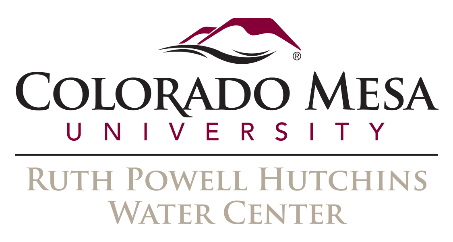 ®
COLORADO MESA
UNIVERSITY
RUTH POWELL HUTCHINS
WATER CENTER